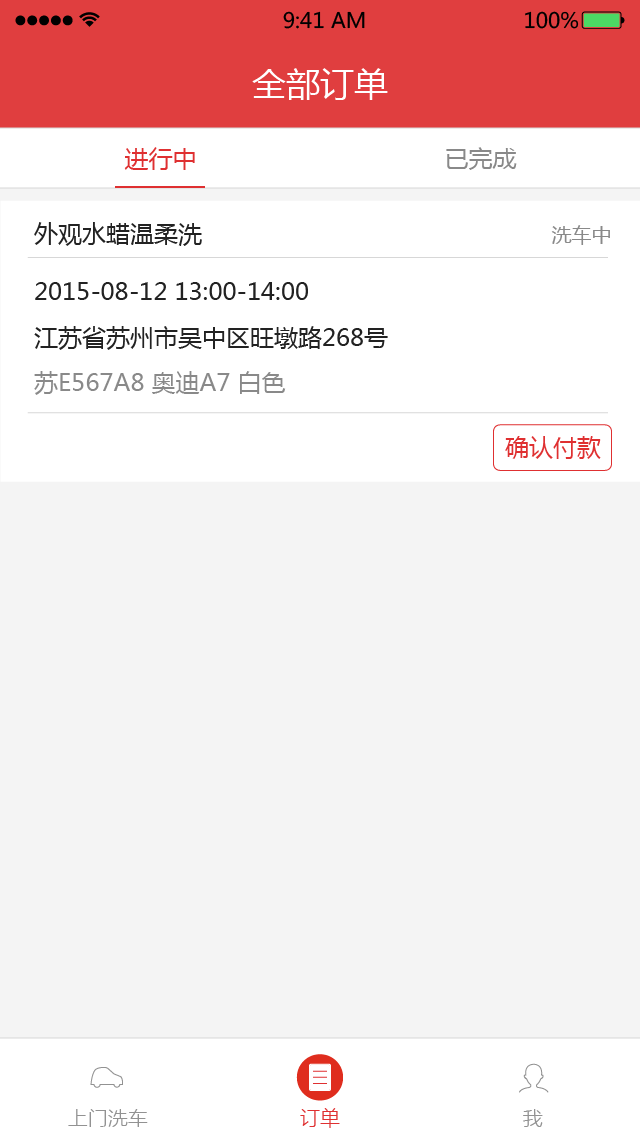 9:41 AM 100%
全部订单
进行中 已完成
外观水蜡温柔洗 洗车中
2015-08-12 13:00-14:00
江苏省苏州市吴中区旺墩路268号
苏E567A8 奥迪A7 白色
确认付款
上门洗车 订单 我